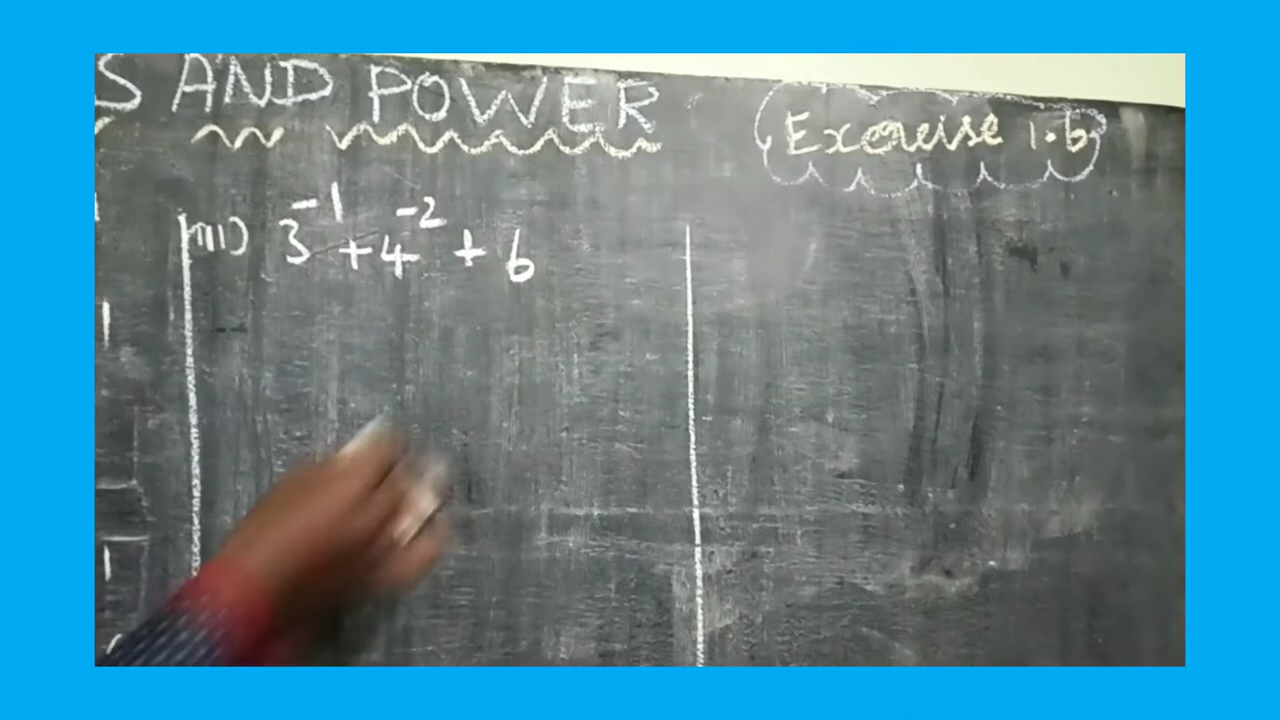 S AND POWER
Exercise 1.6
III) 3⁻¹ + 4⁻² + 6